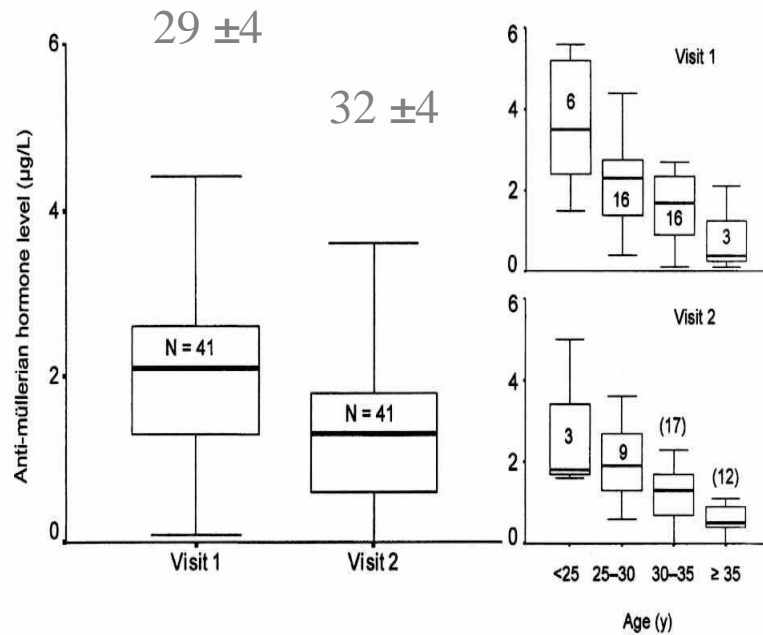 29 ±4
32 ±4
Anti-müllerian hormone level (µg/L)
6
4
2
0
N = 41
N = 41
Visit 1
Visit 2
Visit 1
6
4
2
0
6
16
16
3
Visit 2
6
4
2
0
3
9
(17)
(12)
<25 25–30 30–35 ≥ 35
Age (y)